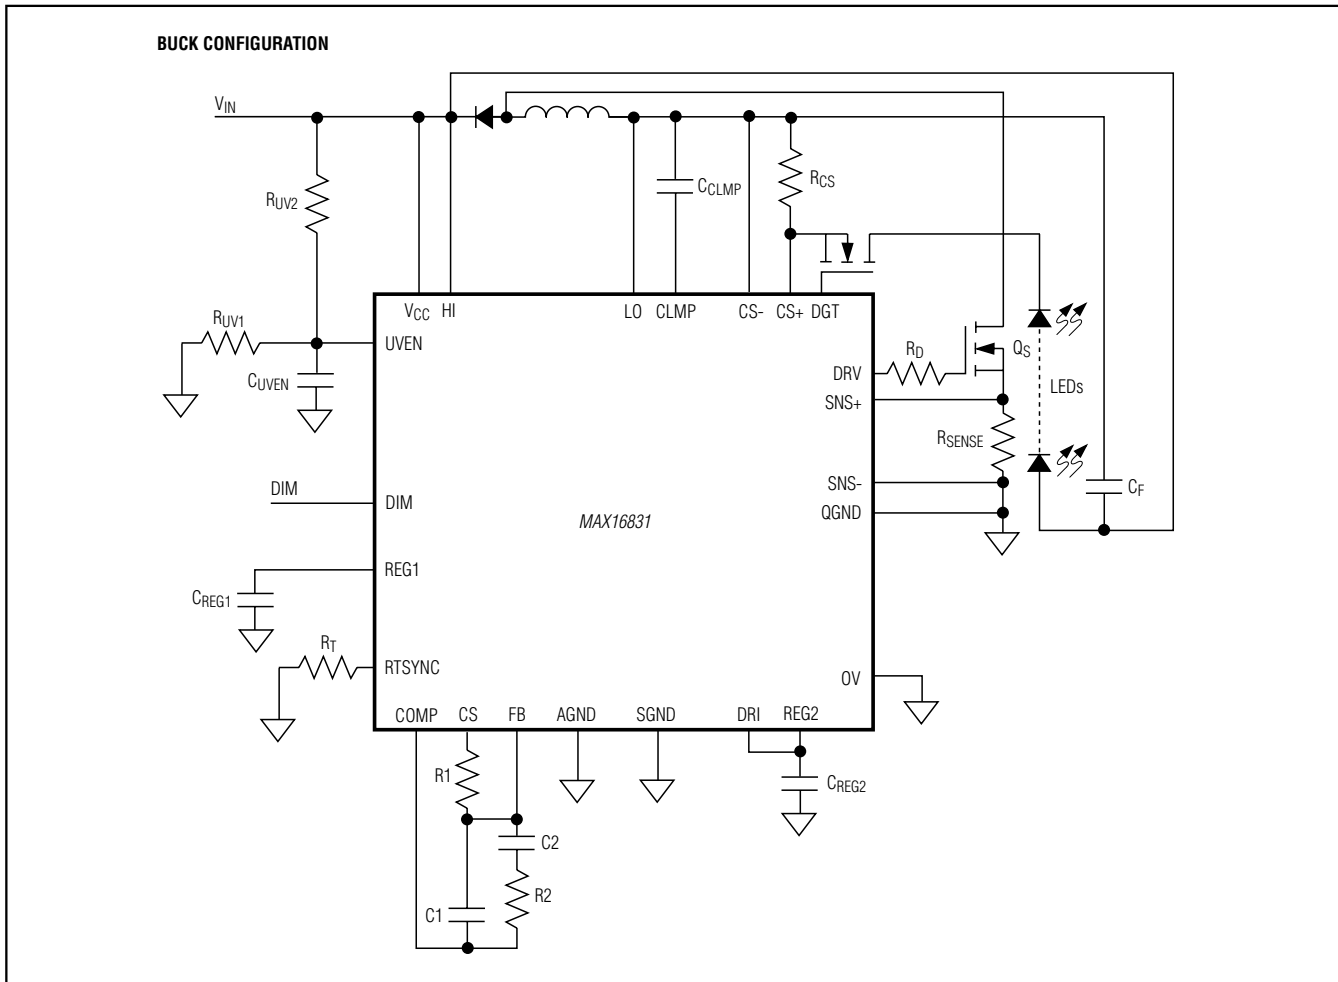 BUCK CONFIGURATION
VIN
RUV2
CCLMP
RCS
VCC HI LO CLMP CS- CS+ DGT
RUV1
UVEN
CUVEN
DRV
RD
QS
SNS+
LEDs
RSENSE
SNS-
CF
DIM
DIM
QGND
MAX16831
REG1
CREG1
RT
RTSYNC
OV
COMP CS FB AGND SGND DRI REG2
R1
CREG2
C2
R2
C1